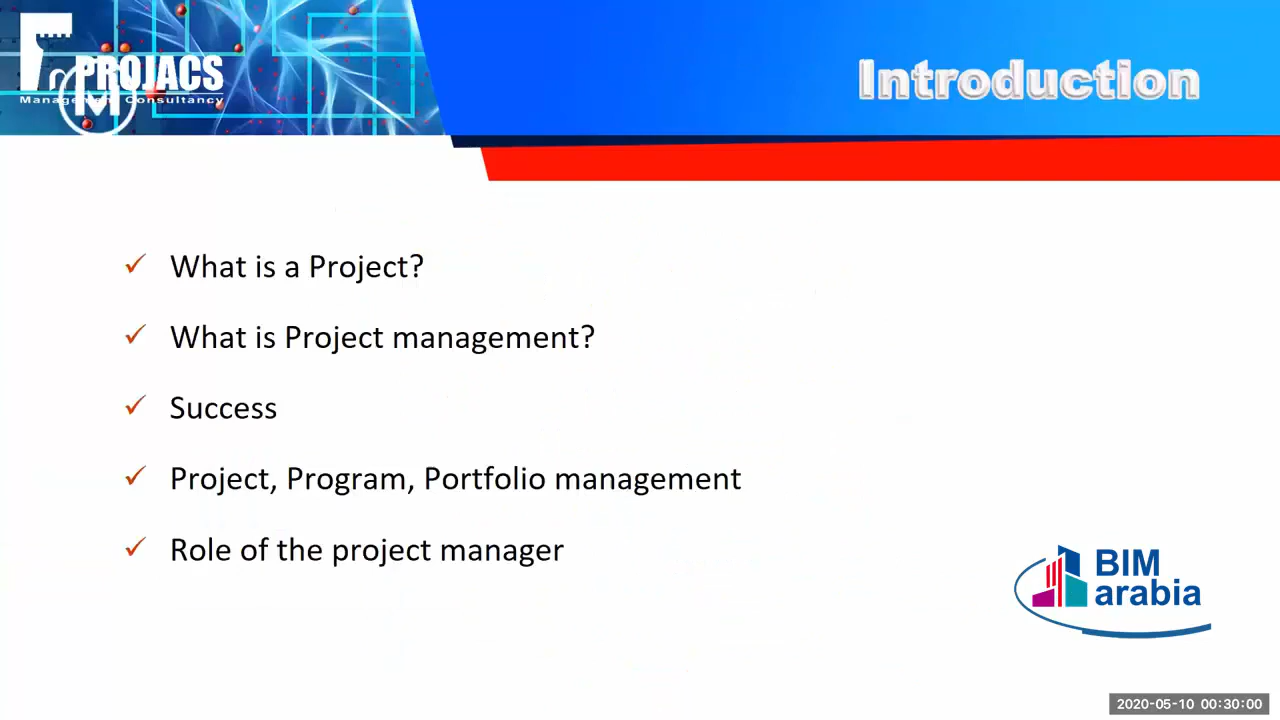 PROJACS
Management Consultancy
M
Introduction
✓ What is a Project?
✓ What is Project management?
✓ Success
✓ Project, Program, Portfolio management
✓ Role of the project manager
BIM
arabia
2020-05-10 00:30:00